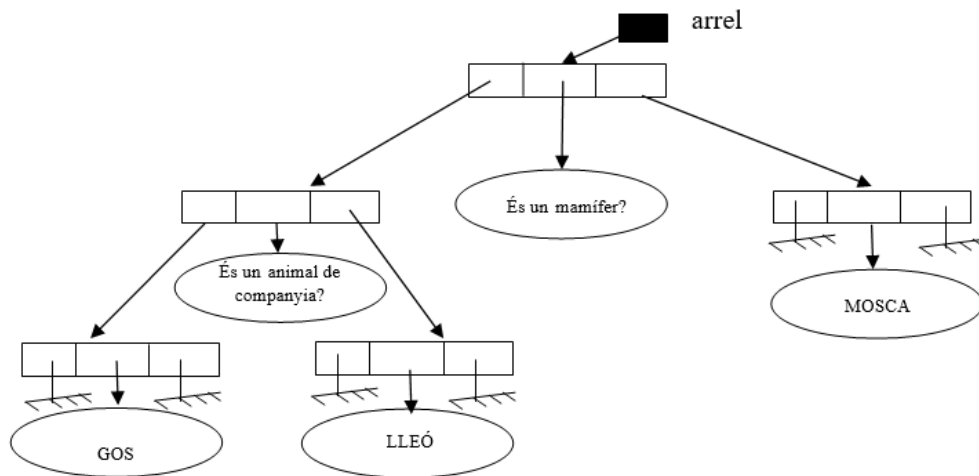 arrel
És un mamífer?
És un animal de
companyia?
MOSCA
GOS
LLEÓ